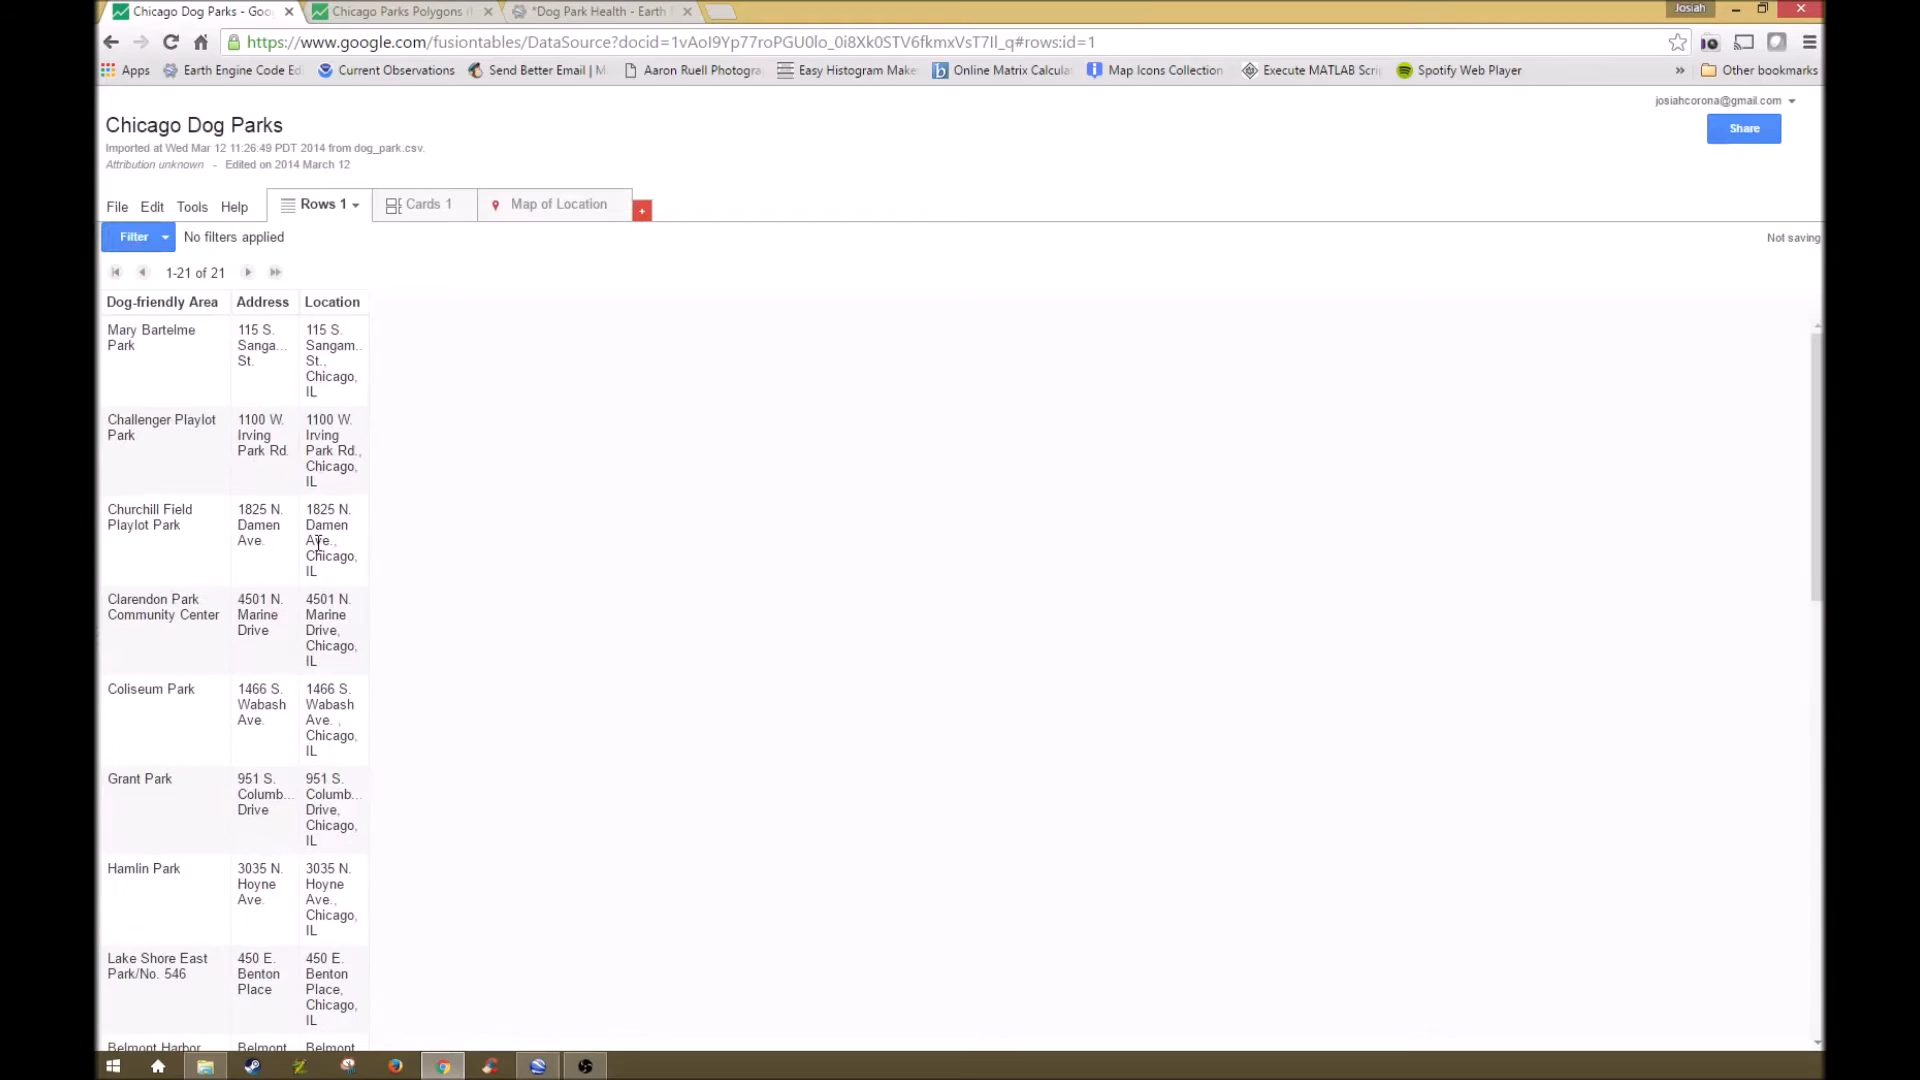 Chicago Dog Parks - Goo
Chicago Parks Polygons
*Dog Park Health - Earth
Josiah
https://www.google.com/fusiontables/DataSource?docid=1vAoI9Yp77roPGU0lo_0i8Xk0STV6fkmxVsT7Il_q#rows:id=1
Apps
Earth Engine Code Ed
Current Observations
Send Better Email | M
Aaron Ruell Photogra
Easy Histogram Make
Online Matrix Calcula
Map Icons Collection
Execute MATLAB Scri
Spotify Web Player
» Other bookmarks
josiahcorona@gmail.com
Chicago Dog Parks
Share
Imported at Wed Mar 12 11:26:49 PDT 2014 from dog_park.csv.
Attribution unknown - Edited on 2014 March 12
File Edit Tools Help
Rows 1
Cards 1
Map of Location
+
Filter
No filters applied
Not saving
1-21 of 21
Dog-friendly Area Address Location
Mary Bartelme
Park
115 S.
Sanga...
St.
115 S.
Sangam..
St.,
Chicago,
IL
Challenger Playlot
Park
1100 W.
Irving
Park Rd.
1100 W.
Irving
Park Rd.,
Chicago,
IL
Churchill Field
Playlot Park
1825 N.
Damen
Ave.
1825 N.
Damen
Ave.,
Chicago,
IL
Clarendon Park
Community Center
4501 N.
Marine
Drive
4501 N.
Marine
Drive,
Chicago,
IL
Coliseum Park
1466 S.
Wabash
Ave.
1466 S.
Wabash
Ave. ,
Chicago,
IL
Grant Park
951 S.
Columb...
Drive
951 S.
Columb...
Drive,
Chicago,
IL
Hamlin Park
3035 N.
Hoyne
Ave.
3035 N.
Hoyne
Ave.,
Chicago,
IL
Lake Shore East
Park/No. 546
450 E.
Benton
Place
450 E.
Benton
Place,
Chicago,
IL
Belmont Harbor
Belmont
Belmont